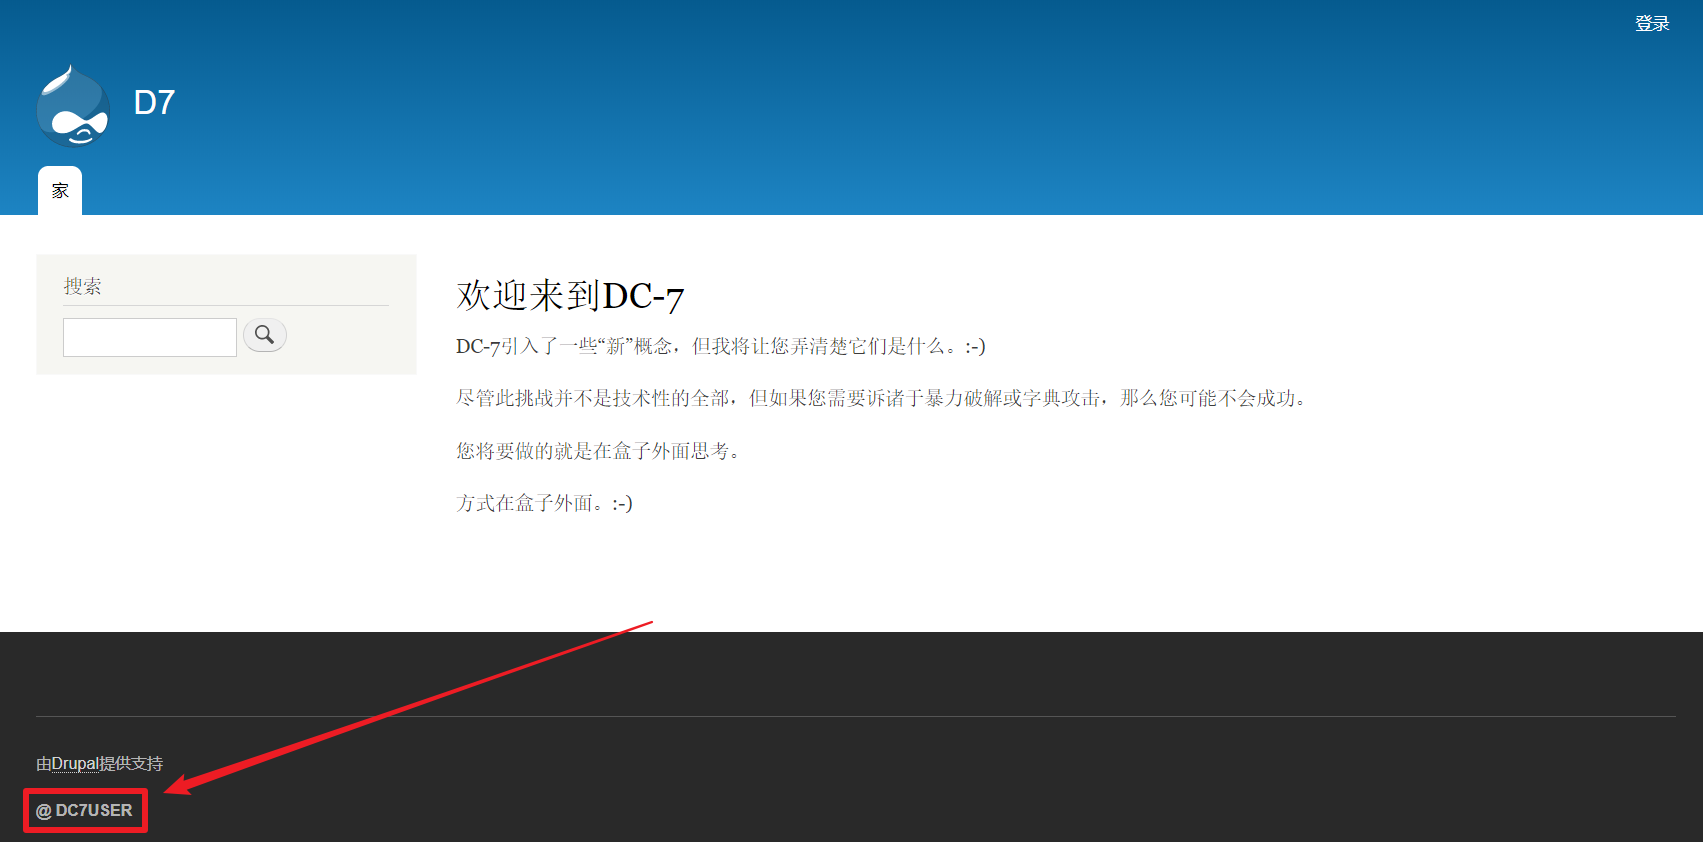 登录
D7
家
搜索
欢迎来到DC-7
DC-7引入了一些“新”概念，但我将让您弄清楚它们是什么。:-)
尽管此挑战并不是技术性的全部，但如果您需要诉诸于暴力破解或字典攻击，那么您可能不会成功。
您将要做的就是在盒子外面思考。
方式在盒子外面。:-)
由Drupal提供支持
@ DC7USER